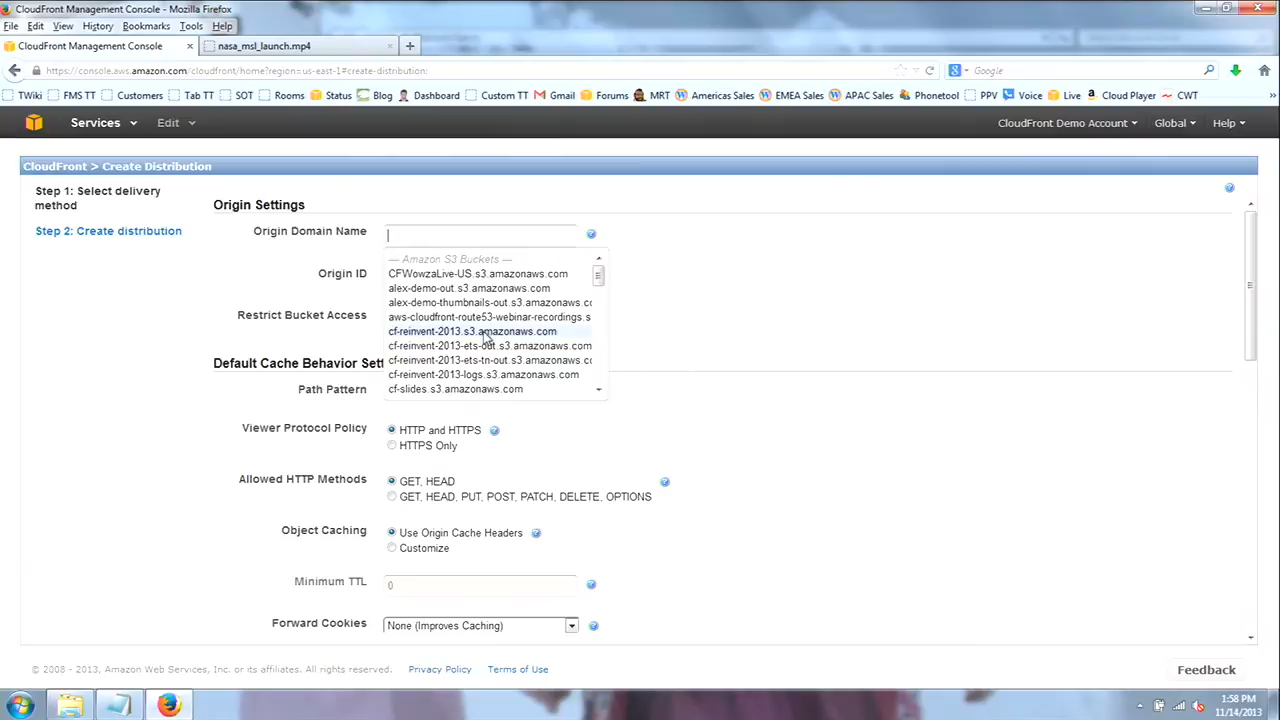 CloudFront Management Console - Mozilla Firefox
File Edit View History Bookmarks Tools Help
CloudFront Management Console × nasa_msl_launch.mp4 × +
https://console.aws.amazon.com/cloudfront/home?region=us-east-1#create-distribution: Google
TWiki FMS TT Customers Tab TT SOT Rooms Status Blog Dashboard Custom TT Gmail Forums MRT Americas Sales EMEA Sales APAC Sales Phonetool PPV Voice Live Cloud Player CWT »
Services Edit CloudFront Demo Account Global Help
CloudFront > Create Distribution
Step 1: Select delivery
method
Step 2: Create distribution
Origin Settings
Origin Domain Name
— Amazon S3 Buckets —
CFWowzaLive-US.s3.amazonaws.com
Origin ID
alex-demo-out.s3.amazonaws.com
alex-demo-thumbnails-out.s3.amazonaws.co
Restrict Bucket Access
aws-cloudfront-route53-webinar-recordings.s
cf-reinvent-2013.s3.amazonaws.com
cf-reinvent-2013-ets-out.s3.amazonaws.com
cf-reinvent-2013-ets-tn-out.s3.amazonaws.co
cf-reinvent-2013-logs.s3.amazonaws.com
cf-slides.s3.amazonaws.com
Default Cache Behavior Set
Path Pattern
Viewer Protocol Policy HTTP and HTTPS
HTTPS Only
Allowed HTTP Methods GET, HEAD
GET, HEAD, PUT, POST, PATCH, DELETE, OPTIONS
Object Caching Use Origin Cache Headers
Customize
Minimum TTL 0
Forward Cookies None (Improves Caching)
© 2008 - 2013, Amazon Web Services, Inc. or its affiliates. All rights reserved. Privacy Policy Terms of Use Feedback
1:58 PM
11/14/2013